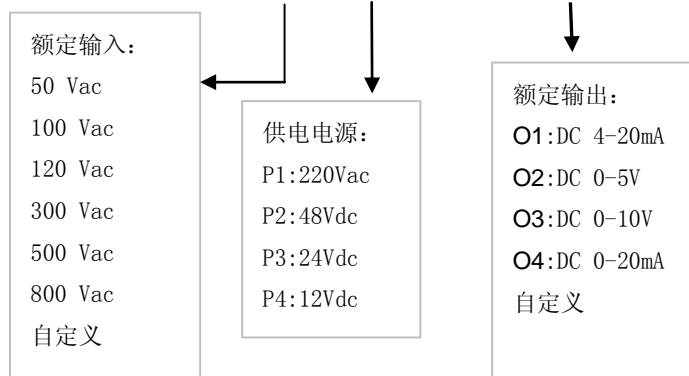 额定输入：
50 Vac
100 Vac
120 Vac
300 Vac
500 Vac
800 Vac
自定义
供电电源：
P1:220Vac
P2:48Vdc
P3:24Vdc
P4:12Vdc
额定输出：
O1:DC 4-20mA
O2:DC 0-5V
O3:DC 0-10V
O4:DC 0-20mA
自定义